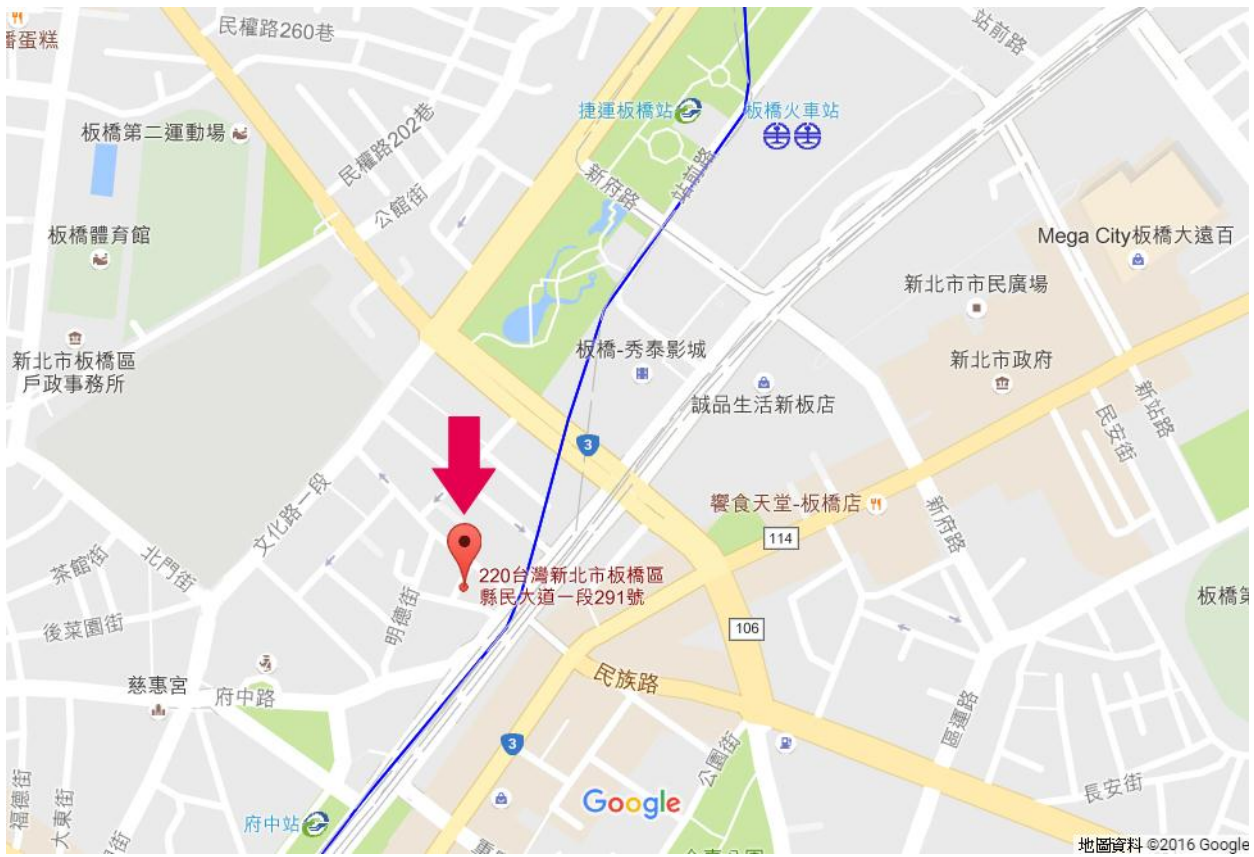 民權路260巷
站前路
番蛋糕
捷運板橋站
板橋火車站
板橋第二運動場
民權路202巷
站前路
新府路
公館街
板橋體育館
Mega City板橋大遠百
新北市市民廣場
板橋-秀泰影城
新北市政府
新北市板橋區
戶政事務所
誠品生活新板店
新站路
民安街
3
饗食天堂-板橋店
文化路一段
新府路
114
茶館街
北門街
220台灣新北市板橋區
縣民大道一段291號
板橋第
後菜園街
明德街
106
慈惠宮
府中路
民族路
區運路
3
公園街
長安街
福德街
大東街
府中站
Google
地圖資料 ©2016 Google